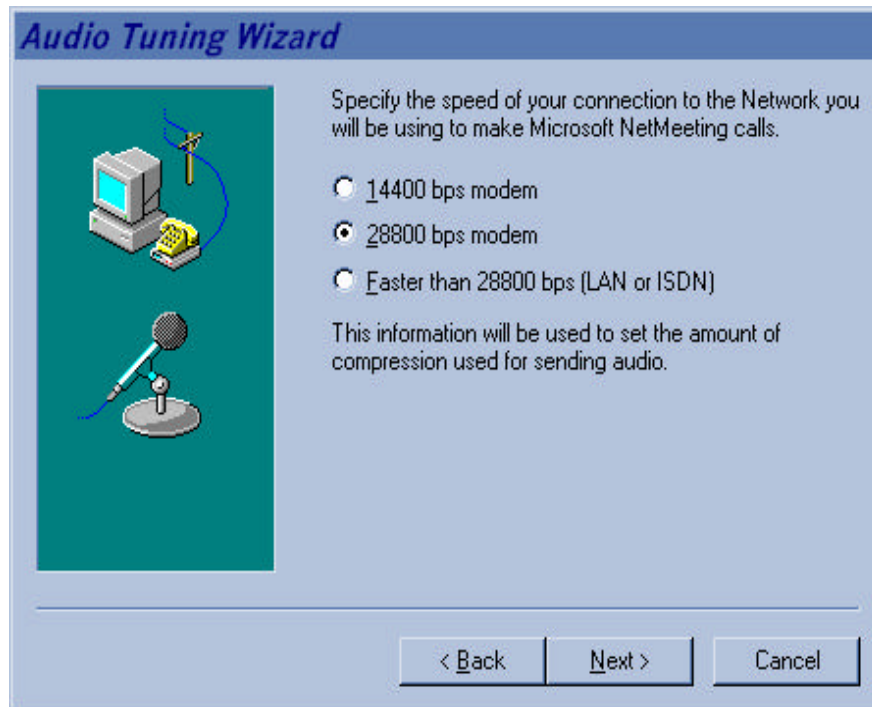 Audio Tuning Wizard
Specify the speed of your connection to the Network you
will be using to make Microsoft NetMeeting calls.
14400 bps modem
28800 bps modem
Faster than 28800 bps (LAN or ISDN)
This information will be used to set the amount of
compression used for sending audio.
< Back
Next >
Cancel